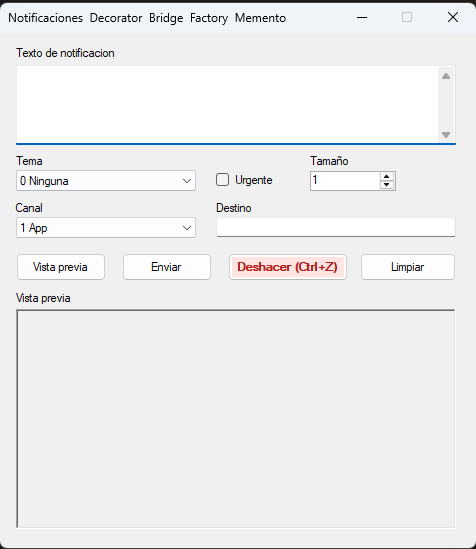 Notificaciones Decorator Bridge Factory Memento
Texto de notificacion
Tema
Tamaño
0 Ninguna
Urgente
1
Canal
Destino
1 App
Vista previa
Enviar
Deshacer (Ctrl+Z)
Limpiar
Vista previa